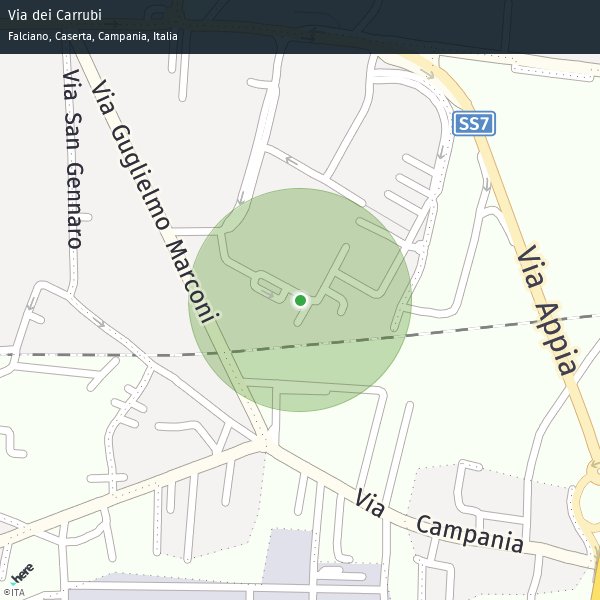 Via dei Carrubi
Falciano, Caserta, Campania, Italia
SS7
Via San Gennaro
Via Guglielmo Marconi
Via Appia
Via Campania
here
©ITA